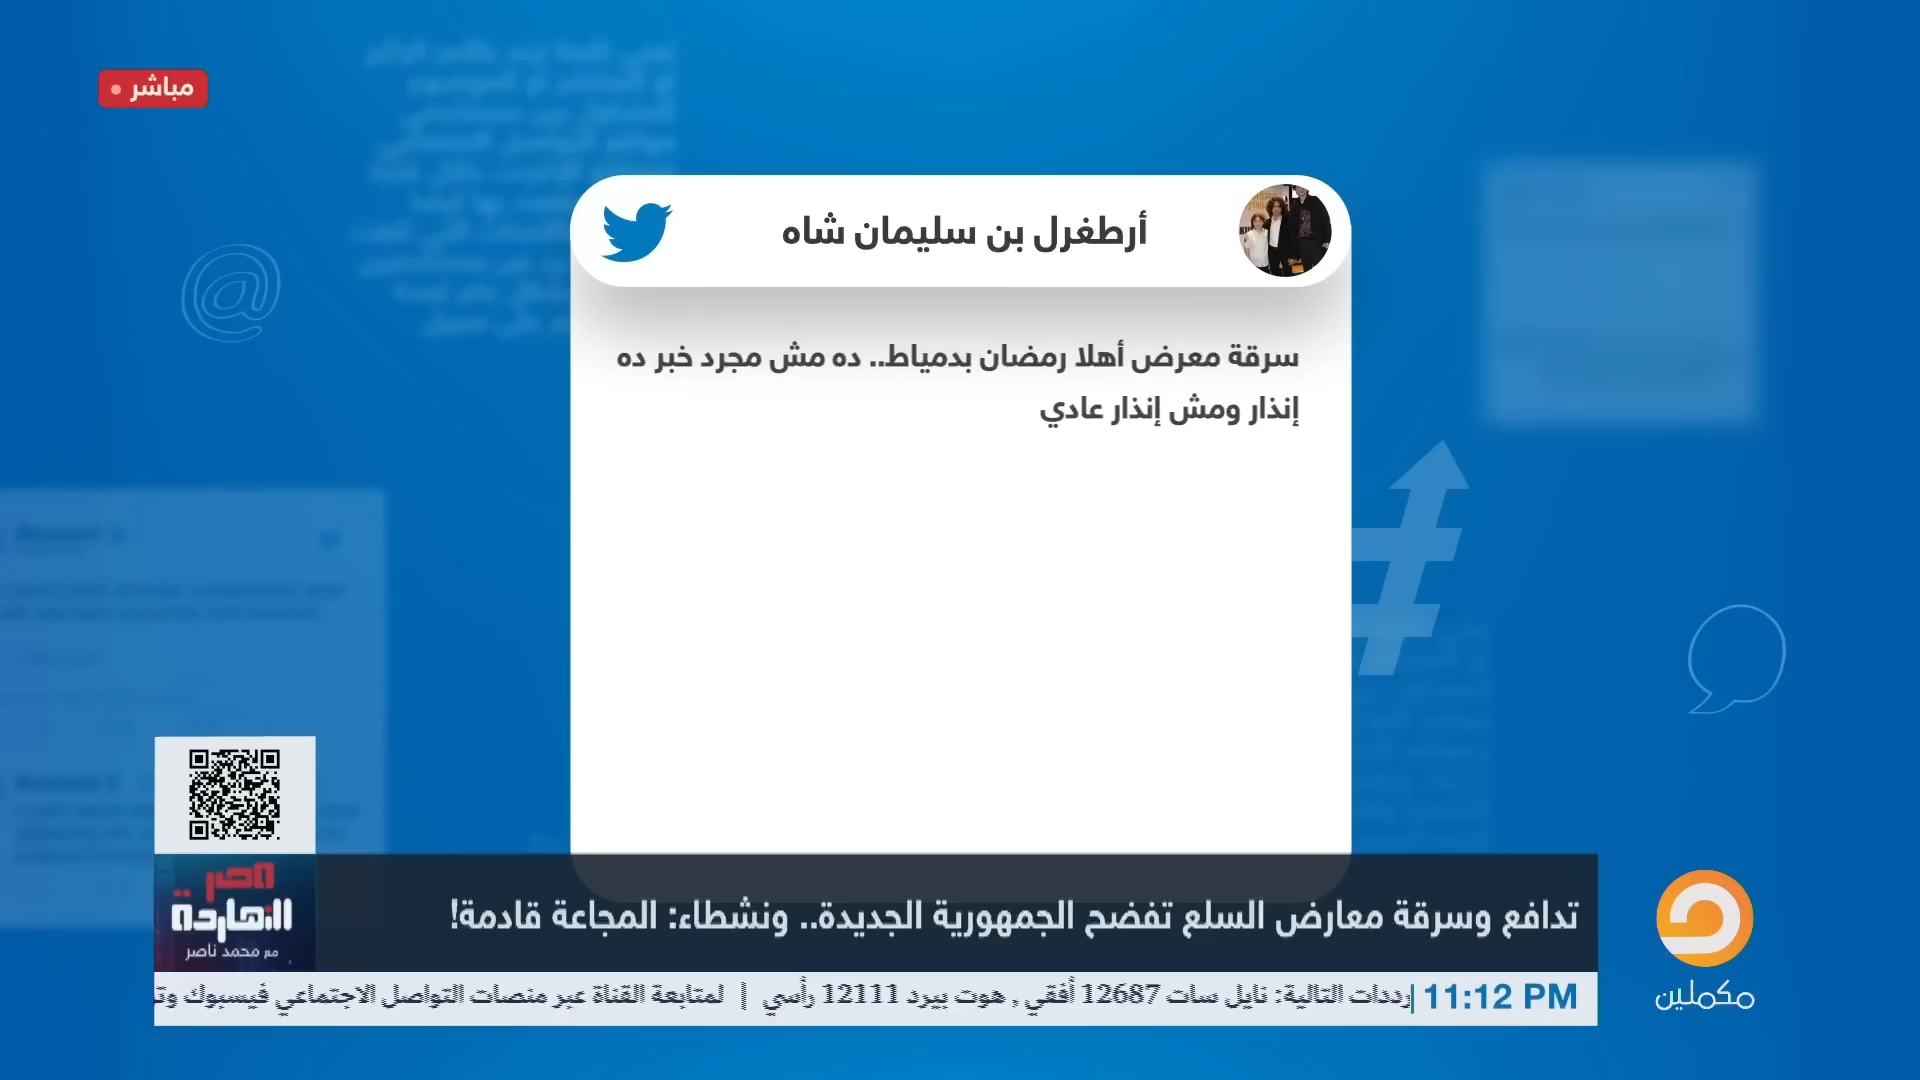 مباشر
أرطغرل بن سليمان شاه
سرقة معرض أهلا رمضان بدمياط.. ده مش مجرد خبر ده
إنذار ومش إنذار عادي
مصر
النهاردة
مع محمد ناصر
تدافع وسرقة معارض السلع تفضح الجمهورية الجديدة.. ونشطاء: المجاعة قادمة!
11:12 PM
رددات التالية: نايل سات 12687 أفقي , هوت بيرد 12111 رأسي | لمتابعة القناة عبر منصات التواصل الاجتماعي فيسبوك وتو
مكملين